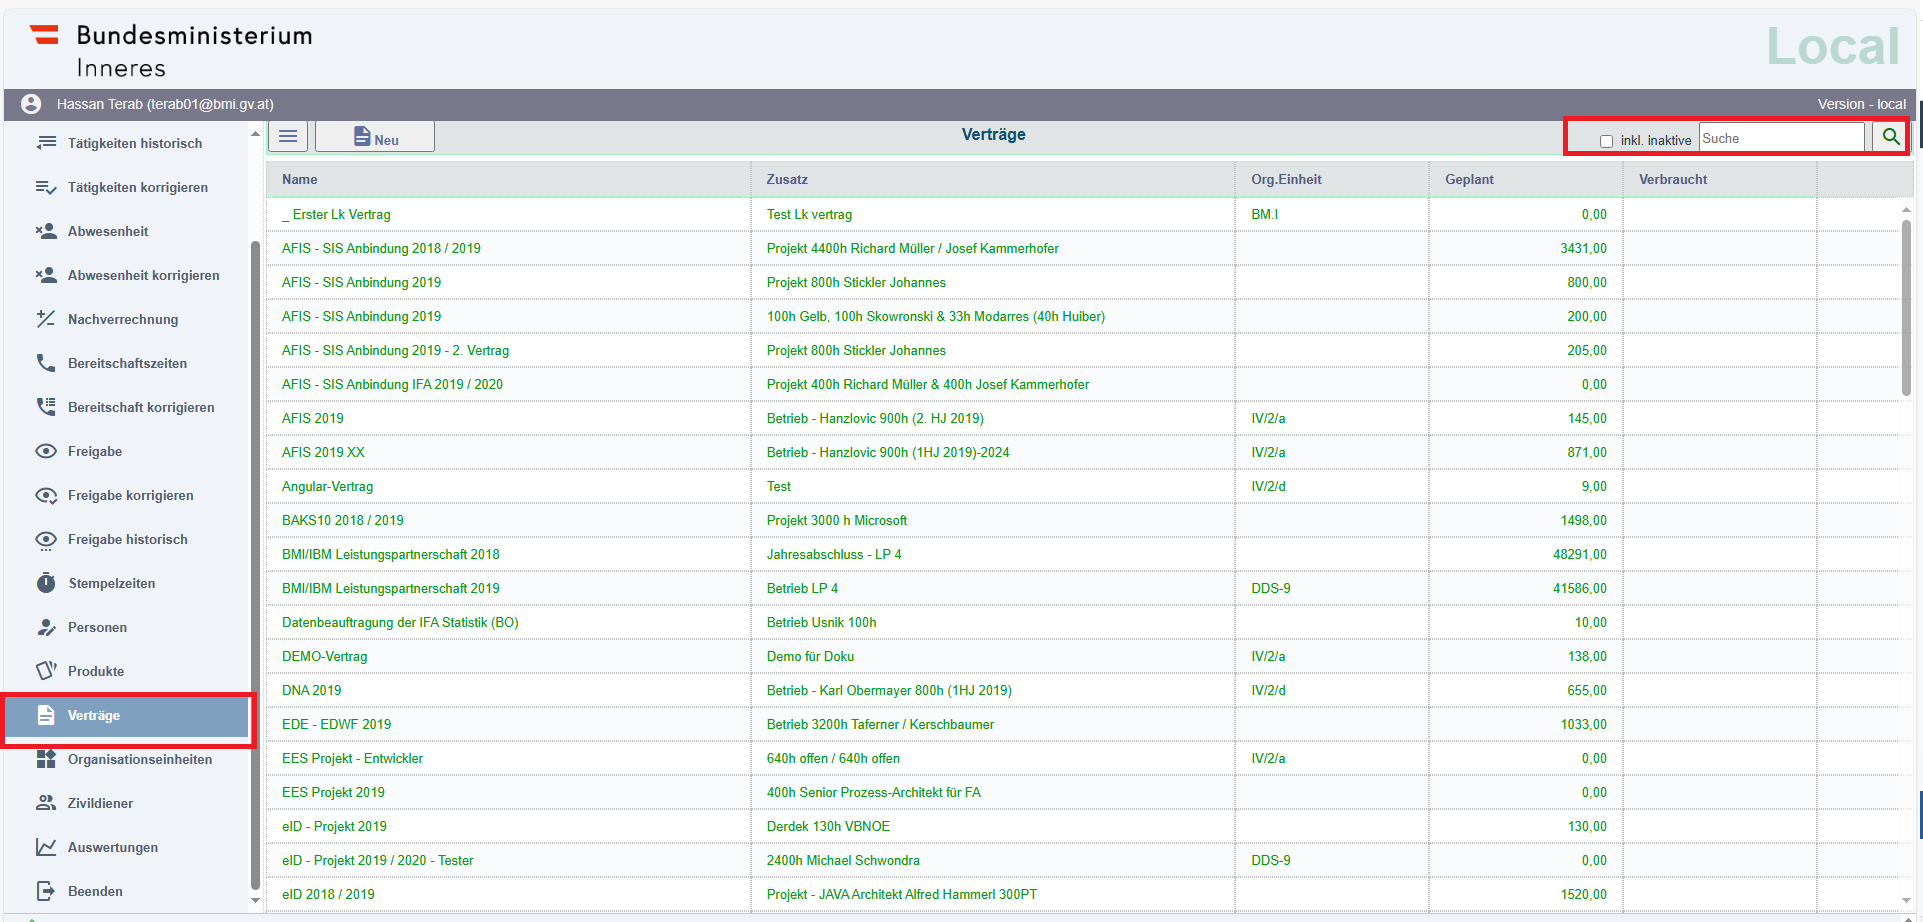 Bundesministerium
Inneres
Local
Hassan Terab (terab01@bmi.gv.at)
Version - local
Tätigkeiten historisch
Tätigkeiten korrigieren
Abwesenheit
Abwesenheit korrigieren
Nachverrechnung
Bereitschaftszeiten
Bereitschaft korrigieren
Freigabe
Freigabe korrigieren
Freigabe historisch
Stempelzeiten
Personen
Produkte
Verträge
Organisationseinheiten
Zivildiener
Auswertungen
Beenden
Neu
Verträge
inkl. inaktive
Suche
Name Zusatz Org.Einheit Geplant Verbraucht
_ Erster Lk Vertrag Test Lk vertrag BM.I 0,00
AFIS - SIS Anbindung 2018 / 2019 Projekt 4400h Richard Müller / Josef Kammerhofer 3431,00
AFIS - SIS Anbindung 2019 Projekt 800h Stickler Johannes 800,00
AFIS - SIS Anbindung 2019 100h Gelb, 100h Skowronski & 33h Modarres (40h Huiber) 200,00
AFIS - SIS Anbindung 2019 - 2. Vertrag Projekt 800h Stickler Johannes 205,00
AFIS - SIS Anbindung IFA 2019 / 2020 Projekt 400h Richard Müller & 400h Josef Kammerhofer 0,00
AFIS 2019 Betrieb - Hanzlovic 900h (2. HJ 2019) IV/2/a 145,00
AFIS 2019 XX Betrieb - Hanzlovic 900h (1HJ 2019)-2024 IV/2/a 871,00
Angular-Vertrag Test IV/2/d 9,00
BAKS10 2018 / 2019 Projekt 3000 h Microsoft 1498,00
BMI/IBM Leistungspartnerschaft 2018 Jahresabschluss - LP 4 48291,00
BMI/IBM Leistungspartnerschaft 2019 Betrieb LP 4 DDS-9 41586,00
Datenbeauftragung der IFA Statistik (BO) Betrieb Usnik 100h 10,00
DEMO-Vertrag Demo für Doku IV/2/a 138,00
DNA 2019 Betrieb - Karl Obermayer 800h (1HJ 2019) IV/2/d 655,00
EDE - EDWF 2019 Betrieb 3200h Taferner / Kerschbaumer 1033,00
EES Projekt - Entwickler 640h offen / 640h offen IV/2/a 0,00
EES Projekt 2019 400h Senior Prozess-Architekt für FA 0,00
eID - Projekt 2019 Derdek 130h VBNOE 130,00
eID - Projekt 2019 / 2020 - Tester 2400h Michael Schwondra DDS-9 0,00
eID 2018 / 2019 Projekt - JAVA Architekt Alfred Hammerl 300PT 1520,00